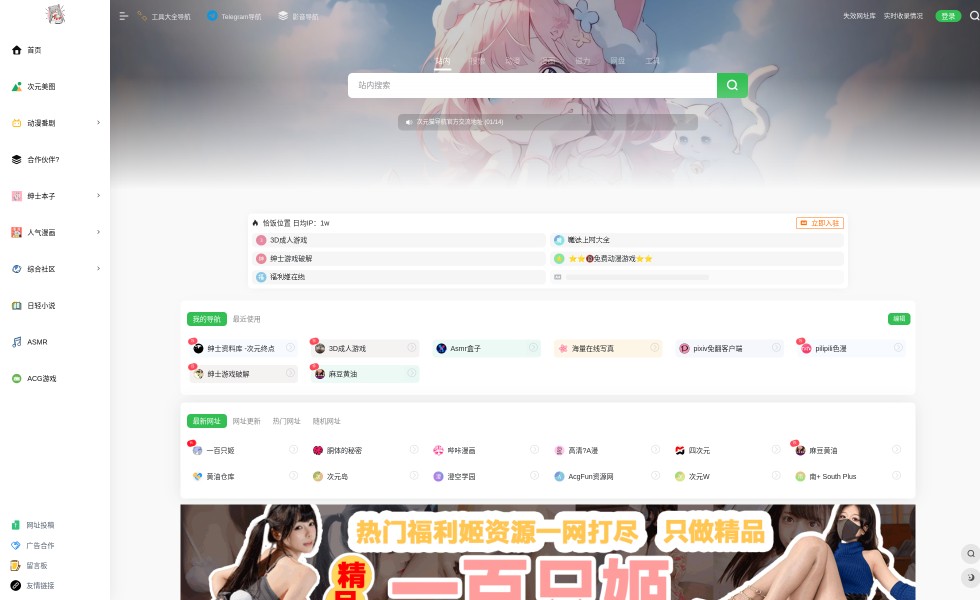 工具大全导航
Telegram导航
影音导航
失效网址库
实时收录情况
登录
首页
次元美图
动漫番剧
合作伙伴?
绅士本子
人气漫画
综合社区
日轻小说
ASMR
ACG游戏
网址投稿
广告合作
留言板
友情链接
站内
搜索
动漫
磁力
网盘
工具
站内搜索
恰饭位置 日均IP：1w
立即入驻
3D成人游戏
绅士游戏破解
⭐⭐🔞免费动漫游戏⭐⭐
福利姬在线
我的导航
最近使用
编辑
绅士资料库 -次元终点
3D成人游戏
Asmr盒子
海量在线写真
pixiv免翻客户端
pilipili色漫
绅士游戏破解
麻豆黄油
最新网址
网址更新
热门网址
随机网址
一百只姬
胴体的秘密
哔咔漫画
高清?A漫
四次元
麻豆黄油
黄油仓库
次元岛
澄空学园
AcgFun资源网
次元W
南+ South Plus
热门福利姬资源一网打尽 只做精品
精品
一百只姬